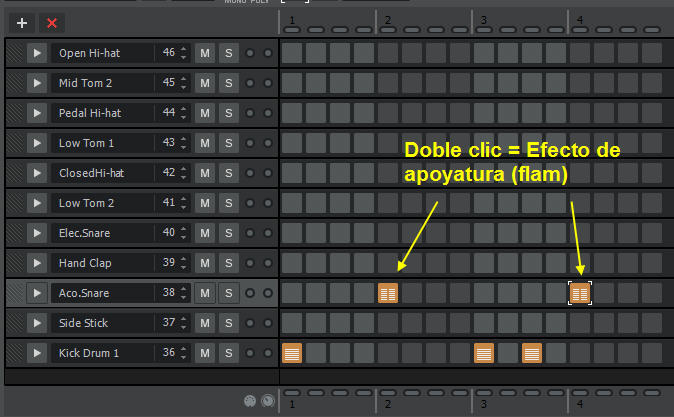 MONO POLY
1 2 3 4
Open Hi-hat 46 M S
Mid Tom 2 45 M S
Pedal Hi-hat 44 M S
Low Tom 1 43 M S
Doble clic = Efecto de
apoyatura (flam)
ClosedHi-hat 42 M S
Low Tom 2 41 M S
Elec.Snare 40 M S
Hand Clap 39 M S
Aco.Snare 38 M S
Side Stick 37 M S
Kick Drum 1 36 M S
1 2 3 4